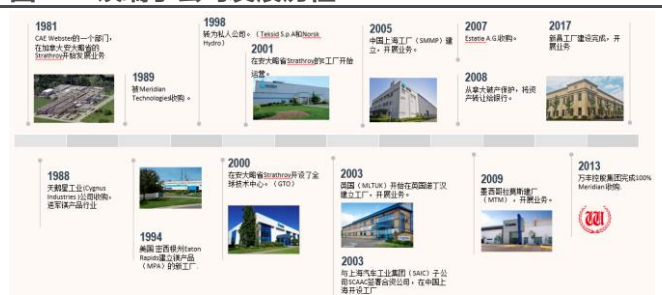 1981
CAE Webster的一个部门，
在加拿大安大略省的
Strathroy开始发展业务
1989
被Meridian
Technologies收购。
1998
转为私人公司。（Teksid S.p.A和Norsk
Hydro）
2001
在安大略省Strathroy的E工厂开始
运营。
2005
中国上海工厂（SMMP）建
立，开展业务。
2007
Estatia A.G.收购。
2008
从拿大破产保护，将资
产转让给银行。
2017
新昌工厂建设完成，开
展业务
1988
天鹅星工业(Cygnus
Industries )公司收购，
进军镁产品行业
1994
美国 密西根州Eaton
Rapids建立镁产品
（MPA）的新工厂.
2000
在安大略省Strathroy开设了全
球技术中心。（GTO）
2003
英国（MLTUK）开始在英国诺丁汉
建立工厂，开展业务。
2003
与上海汽车工业集团（SAIC）子公
司SCAAC签署合资公司，在中国上
海开设工厂
2009
墨西哥拉莫斯建厂
（MTM），开展业务。
2013
万丰控股集团完成100%
Meridian 收购.